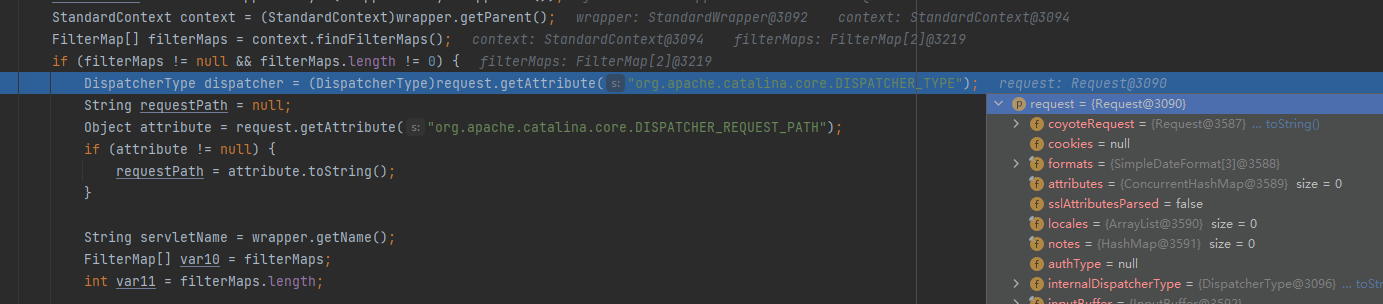 StandardContext context = (StandardContext)wrapper.getParent();   wrapper: StandardWrapper@3092    context: StandardContext@3094
FilterMap[] filterMaps = context.findFilterMaps();   context: StandardContext@3094    filterMaps: FilterMap[2]@3219
if (filterMaps != null && filterMaps.length != 0) {   filterMaps: FilterMap[2]@3219
DispatcherType dispatcher = (DispatcherType)request.getAttribute( s: "org.apache.catalina.core.DISPATCHER_TYPE");   request: Request@3090
String requestPath = null;
Object attribute = request.getAttribute( s: "org.apache.catalina.core.DISPATCHER_REQUEST_PATH");
if (attribute != null) {
requestPath = attribute.toString();
}
String servletName = wrapper.getName();
FilterMap[] var10 = filterMaps;
int var11 = filterMaps.length;
p request = {Request@3090}
f coyoteRequest = {Request@3587} ... toString()
f cookies = null
f formats = {SimpleDateFormat[3]@3588}
f attributes = {ConcurrentHashMap@3589} size = 0
f sslAttributesParsed = false
f locales = {ArrayList@3590} size = 0
f notes = {HashMap@3591} size = 0
f authType = null
f internalDispatcherType = {DispatcherType@3096} ... toStr
f inputBuffer = {InputBuffer@3592}